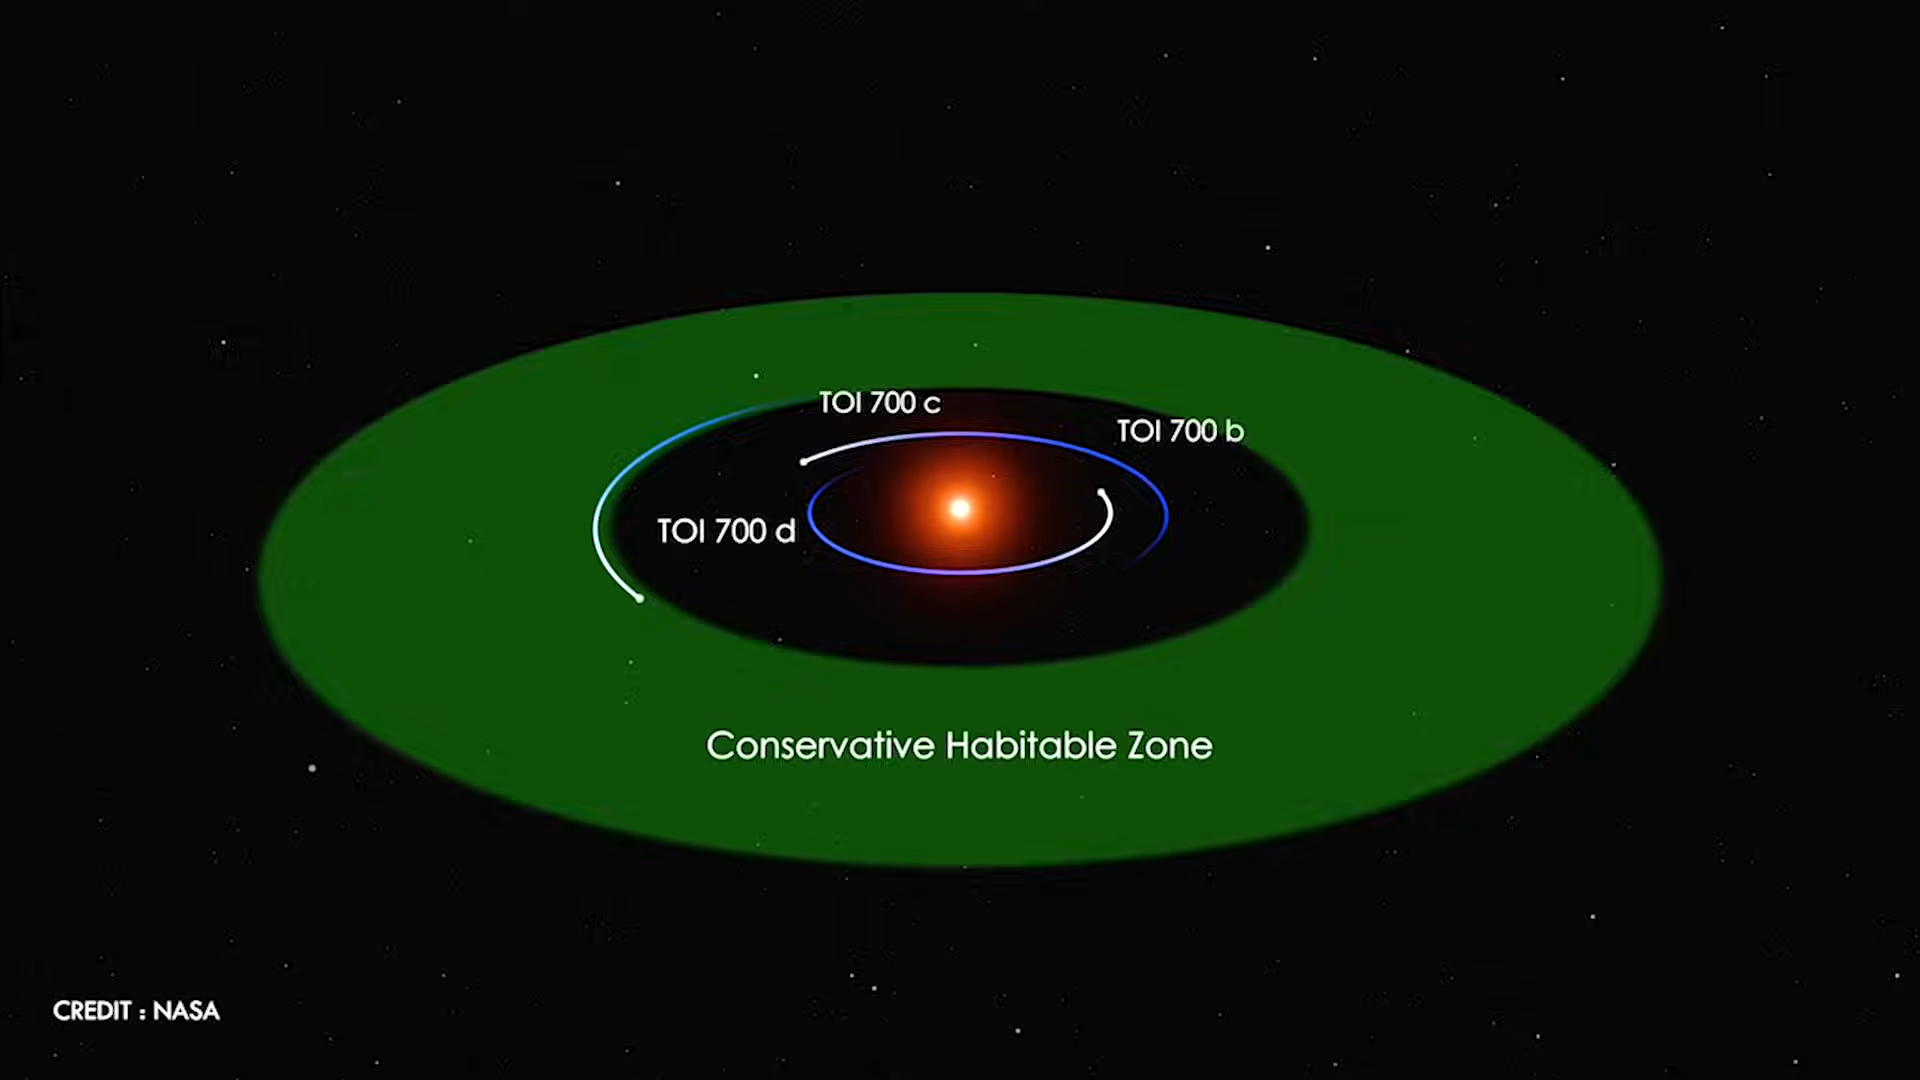 TOI 700 c
TOI 700 b
TOI 700 d
Conservative Habitable Zone
CREDIT : NASA